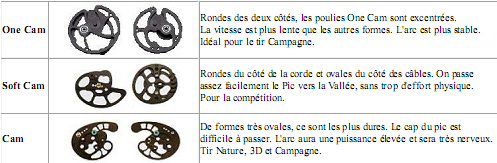 One Cam
Rondes des deux côtés, les poulies One Cam sont excentrées.
La vitesse est plus lente que les autres formes. L'arc est plus stable.
Idéal pour le tir Campagne.
Soft Cam
Rondes du côté de la corde et ovales du côté des câbles. On passe
assez facilement le Pic vers la Vallée, sans trop d'effort physique.
Pour la compétition.
Cam
De formes très ovales, ce sont les plus dures. Le cap du pic est
difficile à passer. L'arc aura une puissance élevée et sera très nerveux.
Tir Nature, 3D et Campagne.